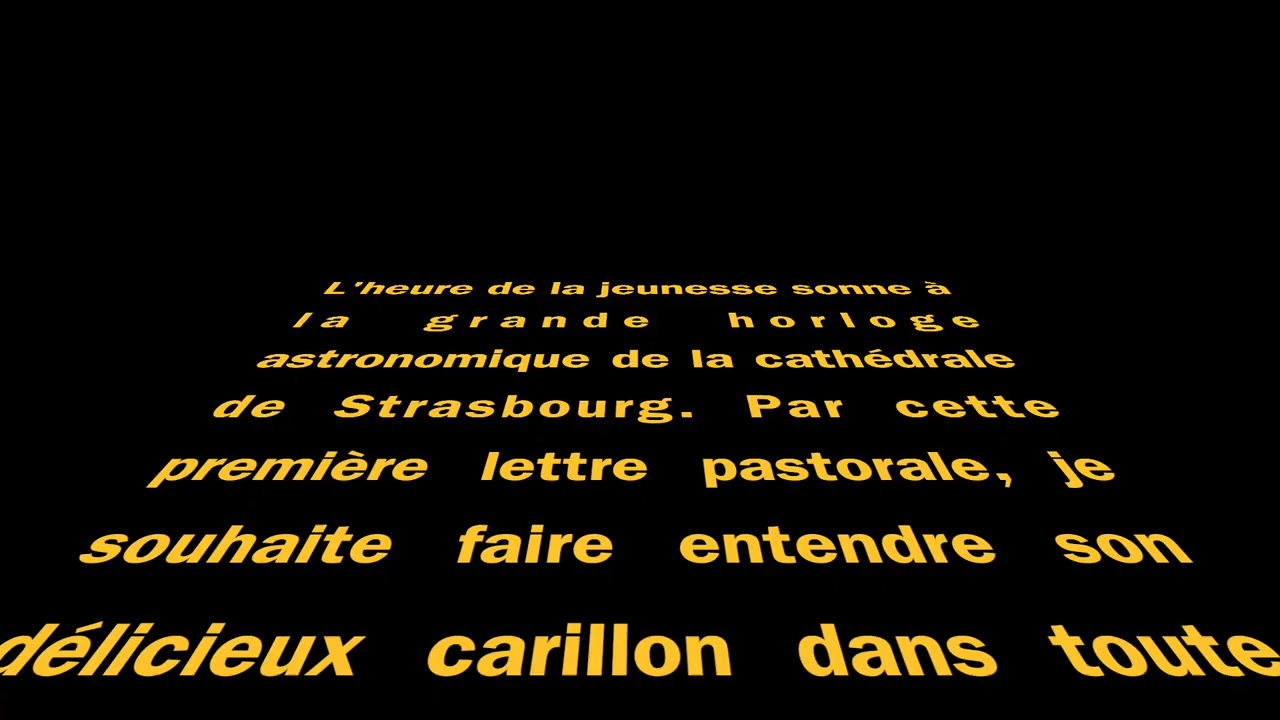 L'heure de la jeunesse sonne à
la grande horloge
astronomique de la cathédrale
de Strasbourg. Par cette
première lettre pastorale, je
souhaite faire entendre son
délicieux carillon dans toute